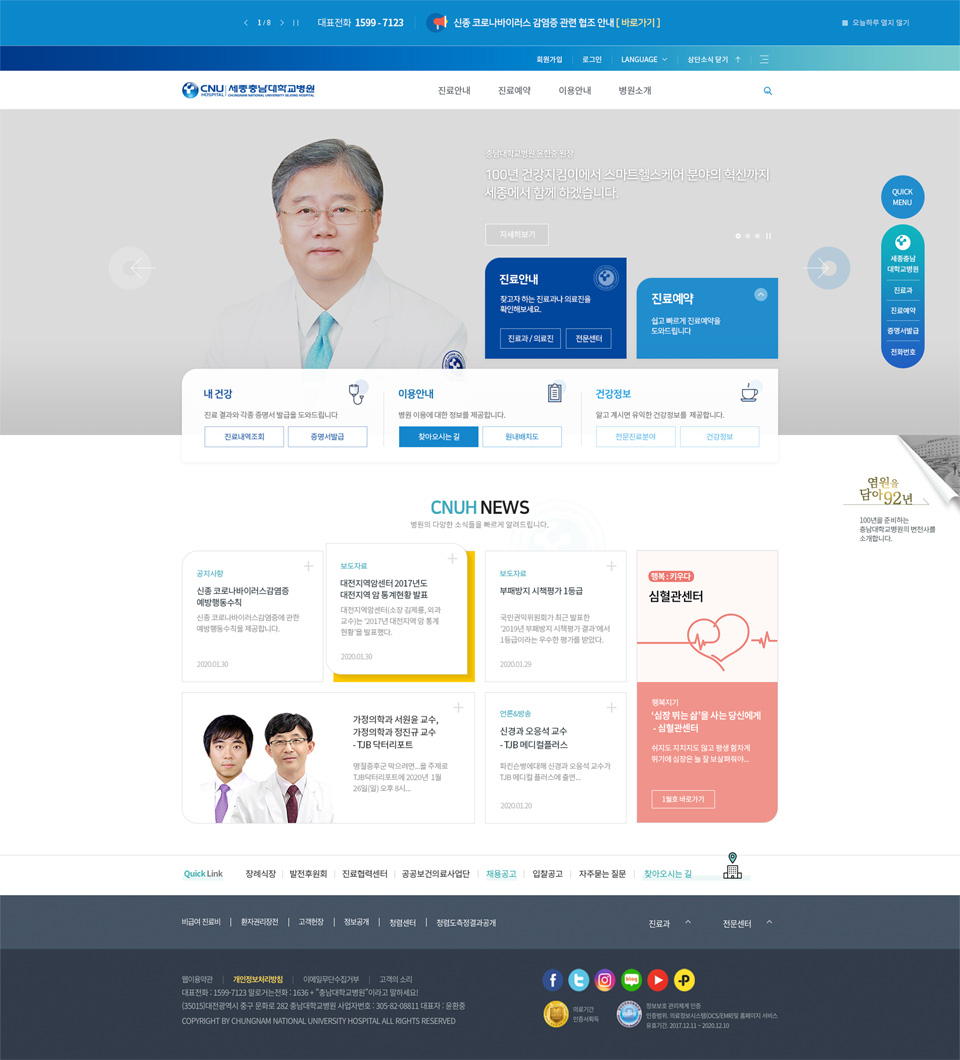 1 / 8
대표전화 1599 - 7123
신종 코로나바이러스 감염증 관련 협조 안내 [ 바로가기 ]
오늘하루 열지 않기
회원가입
로그인
LANGUAGE
상단소식 닫기
CNU 세종충남대학교병원
HOSPITAL CHUNGNAM NATIONAL UNIVERSITY SEJONG HOSPITAL
진료안내
진료예약
이용안내
병원소개
충남대학교병원 윤환중 원장
100년 건강지킴이에서 스마트헬스케어 분야의 혁신까지
세종에서 함께 하겠습니다.
자세히보기
QUICK
MENU
세종충남
대학교병원
진료과
진료예약
증명서발급
전화번호
진료안내
찾고자 하는 진료과나 의료진을
확인해보세요.
진료과 / 의료진
전문센터
진료예약
쉽고 빠르게 진료예약을
도와드립니다
내 건강
진료 결과와 각종 증명서 발급을 도와드립니다
진료내역조회
증명서발급
이용안내
병원 이용에 대한 정보를 제공합니다.
찾아오시는 길
원내배치도
건강정보
알고 계시면 유익한 건강정보를 제공합니다.
전문진료분야
건강정보
염원을
담아92년
100년을 준비하는
충남대학교병원의 변천사를
소개합니다.
CNUH NEWS
병원의 다양한 소식들을 빠르게 알려드립니다.
공지사항
신종 코로나바이러스감염증
예방행동수칙
신종 코로나바이러스감염증에 관한
예방행동수칙을 제공합니다.
2020.01.30
보도자료
대전지역암센터 2017년도
대전지역 암 통계현황 발표
대전지역암센터(소장 김제룡, 외과
교수)는 '2017년 대전지역 암 통계
현황'을 발표했다.
2020.01.30
보도자료
부패방지 시책평가 1등급
국민권익위원회가 최근 발표한
'2019년 부패방지 시책평가 결과'에서
1등급이라는 우수한 평가를 받았다.
2020.01.29
행복 : 키우다
심혈관센터
가정의학과 서원윤 교수,
가정의학과 정진규 교수
- TJB 닥터리포트
명절증후군 막으려면...을 주제로
TJB닥터리포트에 2020년 1월
26일(일) 오후 8시...
언론&방송
신경과 오응석 교수
- TJB 메디컬플러스
파킨슨병에대해 신경과 오응석 교수가
TJB 메디컬 플러스에 출연...
2020.01.20
행복지기
'심장 뛰는 삶'을 사는 당신에게
- 심혈관센터
쉬지도 지치지도 않고 평생 힘차게
뛰기에 심장은 늘 잘 보살펴줘야...
1월호 바로가기
Quick Link
장례식장
발전후원회
진료협력센터
공공보건의료사업단
채용공고
입찰공고
자주묻는 질문
찾아오시는 길
비급여 진료비
환자권리장전
고객헌장
정보공개
청렴센터
청렴도측정결과공개
진료과
전문센터
웹이용약관
개인정보처리방침
이메일무단수집거부
고객의 소리
대표전화 : 1599-7123 말로거는전화 : 1636 + "충남대학교병원"이라고 말하세요!
(35015)대전광역시 중구 문화로 282 충남대학교병원 사업자번호 : 305-82-08811 대표자 : 윤환중
COPYRIGHT BY CHUNGNAM NATIONAL UNIVERSITY HOSPITAL ALL RIGHTS RESERVED
blog
의료기간
인증서획득
정보보호 관리체계 인증
인증범위: 의료정보시스템(OCS/EMR)및 홈페이지 서비스
유효기간. 2017.12.11 ~ 2020.12.10